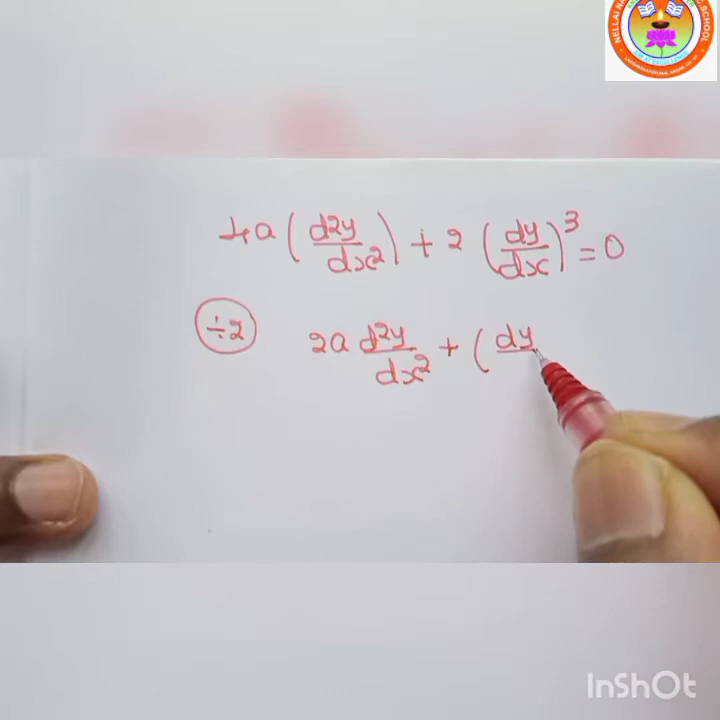 4a (d²y/dx²) + 2 (dy/dx)³ = 0
÷2 2a d²y/dx² + (dy
InShOt